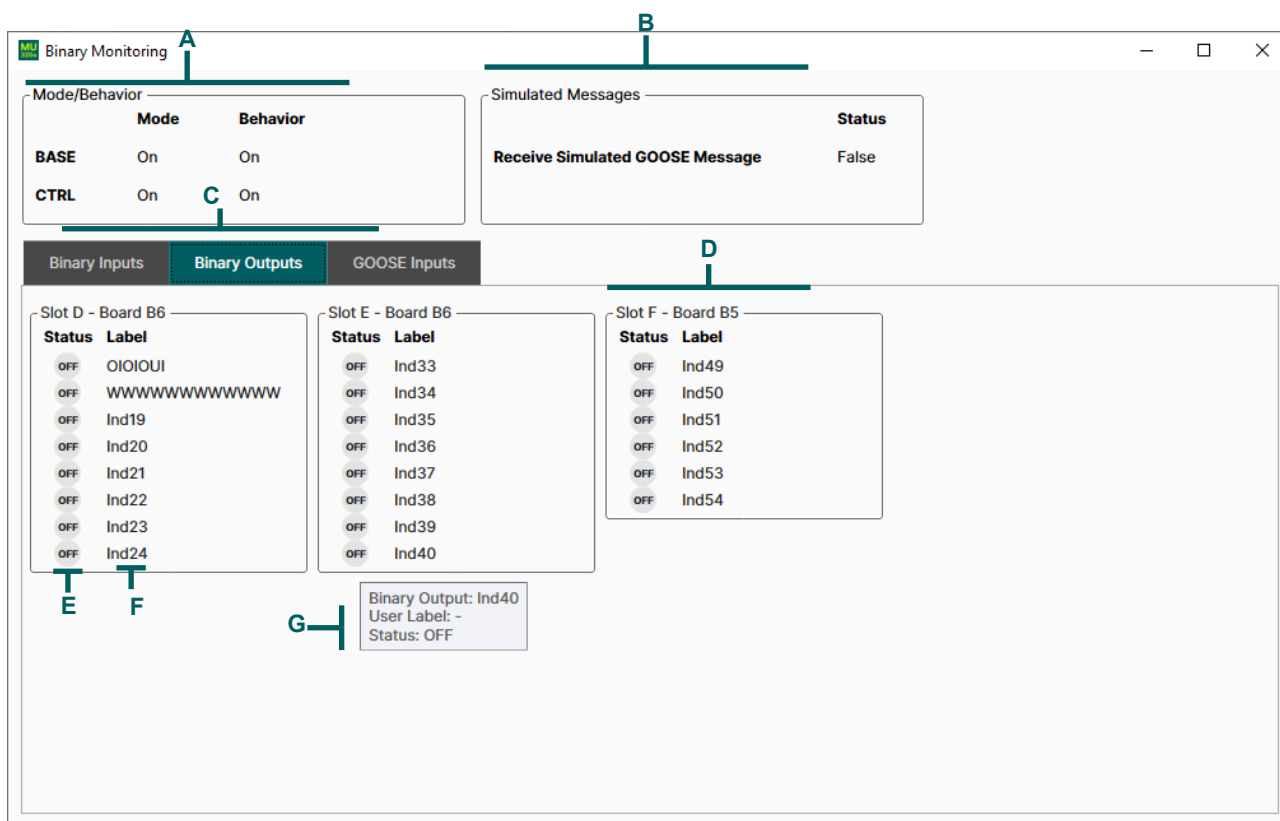 B
MU
320e
Binary Monitoring
A
Mode/Behavior
Mode Behavior
BASE On On
CTRL On On
Simulated Messages
Status
Receive Simulated GOOSE Message False
C
Binary Inputs Binary Outputs GOOSE Inputs
D
Slot D - Board B6
Status Label
OFF OIOIOUI
OFF WWWWWWWWWWWW
OFF Ind19
OFF Ind20
OFF Ind21
OFF Ind22
OFF Ind23
OFF Ind24
Slot E - Board B6
Status Label
OFF Ind33
OFF Ind34
OFF Ind35
OFF Ind36
OFF Ind37
OFF Ind38
OFF Ind39
OFF Ind40
Slot F - Board B5
Status Label
OFF Ind49
OFF Ind50
OFF Ind51
OFF Ind52
OFF Ind53
OFF Ind54
E
F
G
Binary Output: Ind40
User Label: -
Status: OFF